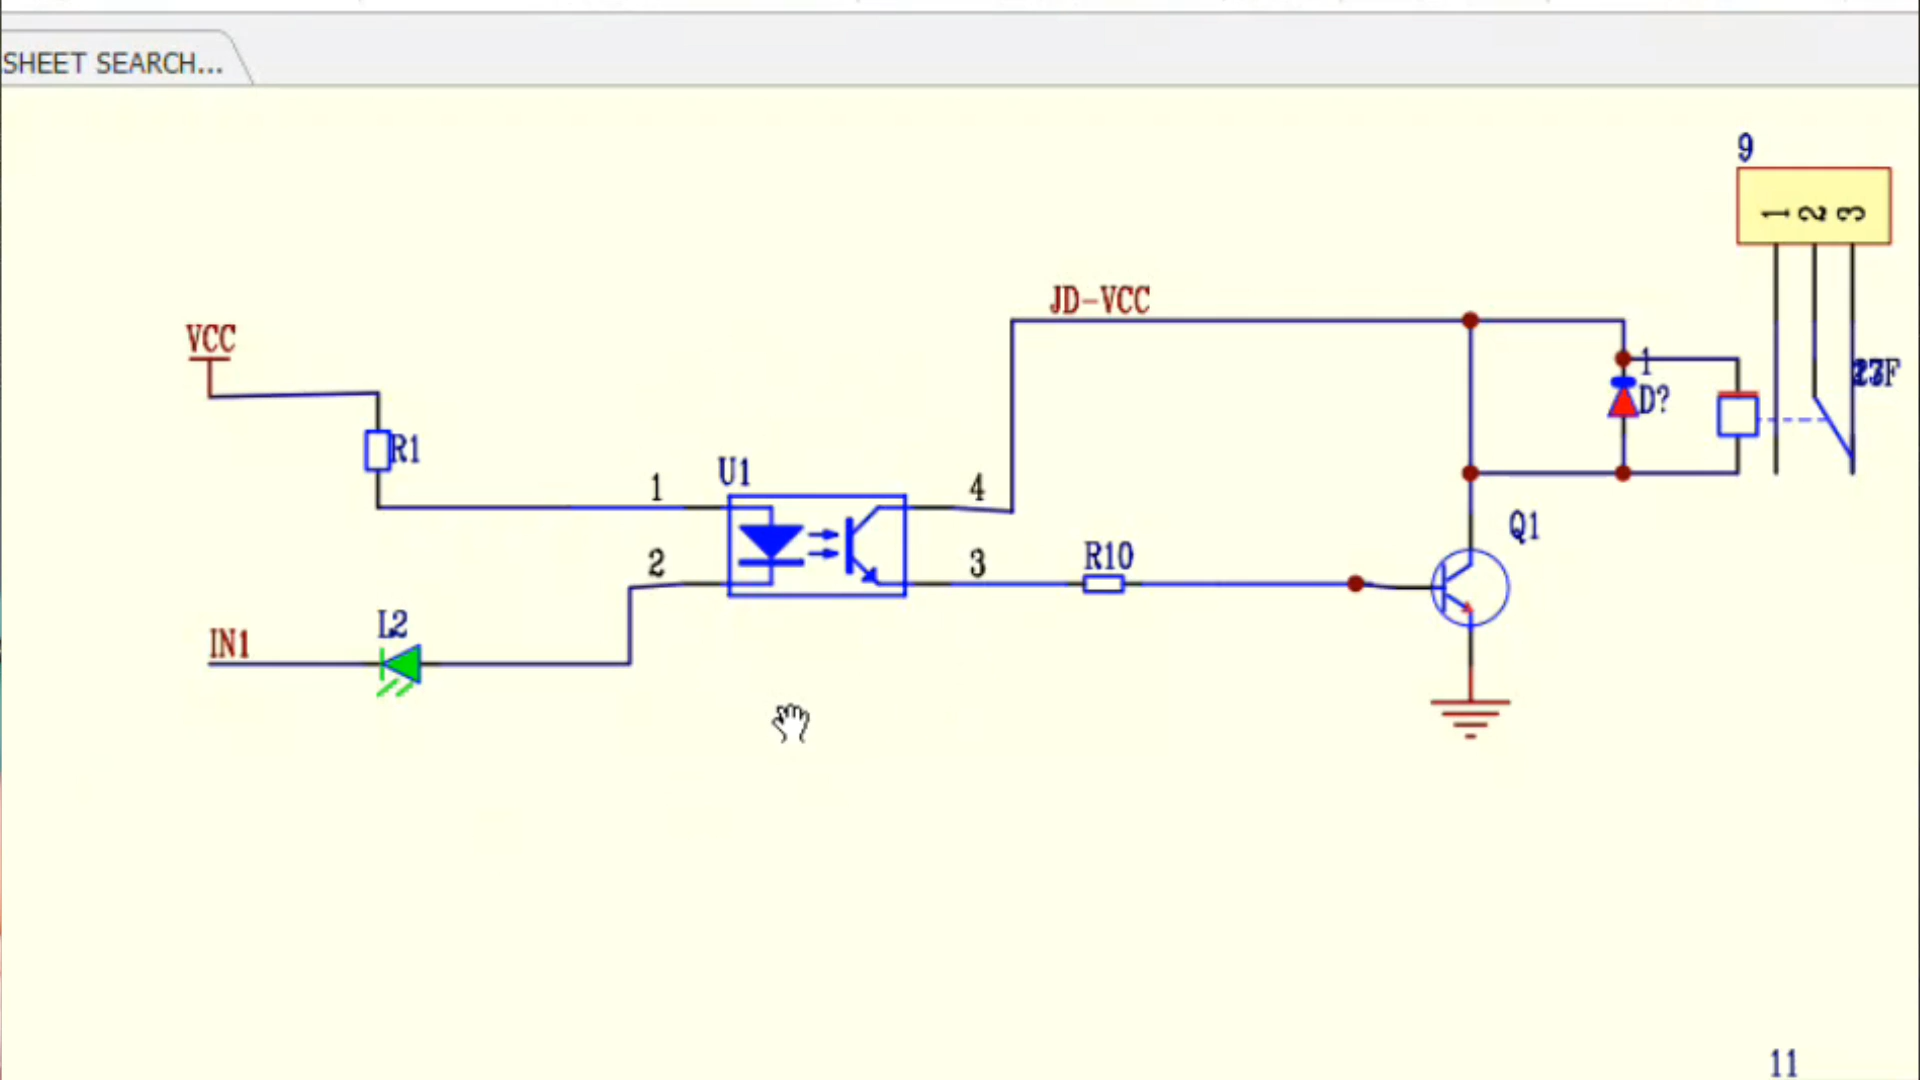 SHEET SEARCH...
9
1 2 3
JD-VCC
VCC
1
D?
R1
U1
1
4
Q1
2
3
R10
L2
IN1
11